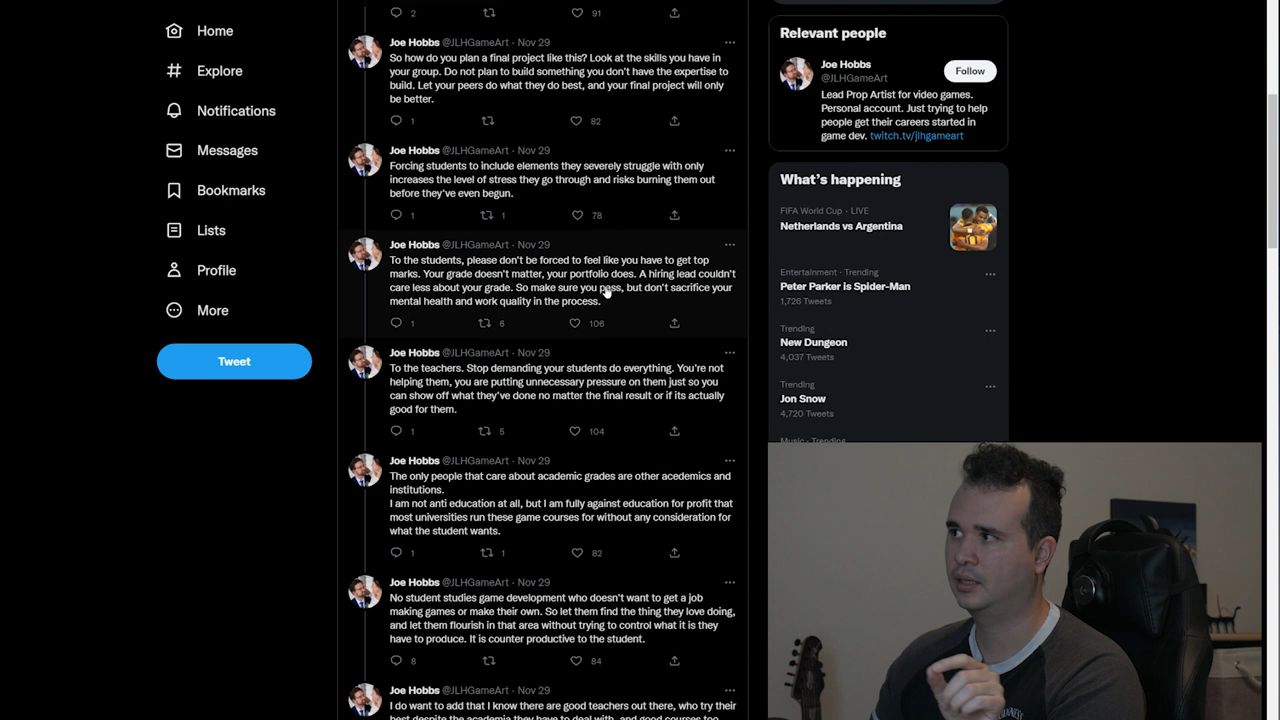 Home
Explore
Notifications
Messages
Bookmarks
Lists
Profile
More
Tweet
2
91
Joe Hobbs @JLHGameArt · Nov 29
So how do you plan a final project like this? Look at the skills you have in
your group. Do not plan to build something you don't have the expertise to
build. Let your peers do what they do best, and your final project will only
be better.
1
82
Joe Hobbs @JLHGameArt · Nov 29
Forcing students to include elements they severely struggle with only
increases the level of stress they go through and risks burning them out
before they've even begun.
1
1
78
Joe Hobbs @JLHGameArt · Nov 29
To the students, please don't be forced to feel like you have to get top
marks. Your grade doesn't matter, your portfolio does. A hiring lead couldn't
care less about your grade. So make sure you pass, but don't sacrifice your
mental health and work quality in the process.
1
6
106
Joe Hobbs @JLHGameArt · Nov 29
To the teachers. Stop demanding your students do everything. You're not
helping them, you are putting unnecessary pressure on them just so you
can show off what they've done no matter the final result or if its actually
good for them.
1
5
104
Joe Hobbs @JLHGameArt · Nov 29
The only people that care about academic grades are other acedemics and
institutions.
I am not anti education at all, but I am fully against education for profit that
most universities run these game courses for without any consideration for
what the student wants.
1
1
82
Joe Hobbs @JLHGameArt · Nov 29
No student studies game development who doesn't want to get a job
making games or make their own. So let them find the thing they love doing,
and let them flourish in that area without trying to control what it is they
have to produce. It is counter productive to the student.
8
84
Joe Hobbs @JLHGameArt · Nov 29
I do want to add that I know there are good teachers out there, who try their
best despite the academia they have to deal with, and good courses too
Relevant people
Joe Hobbs
@JLHGameArt
Follow
Lead Prop Artist for video games.
Personal account. Just trying to help
people get their careers started in
game dev. twitch.tv/jlhgameart
What's happening
FIFA World Cup · LIVE
Netherlands vs Argentina
Entertainment · Trending
Peter Parker is Spider-Man
1,726 Tweets
Trending
New Dungeon
4,037 Tweets
Trending
Jon Snow
4,720 Tweets
Music · Trending